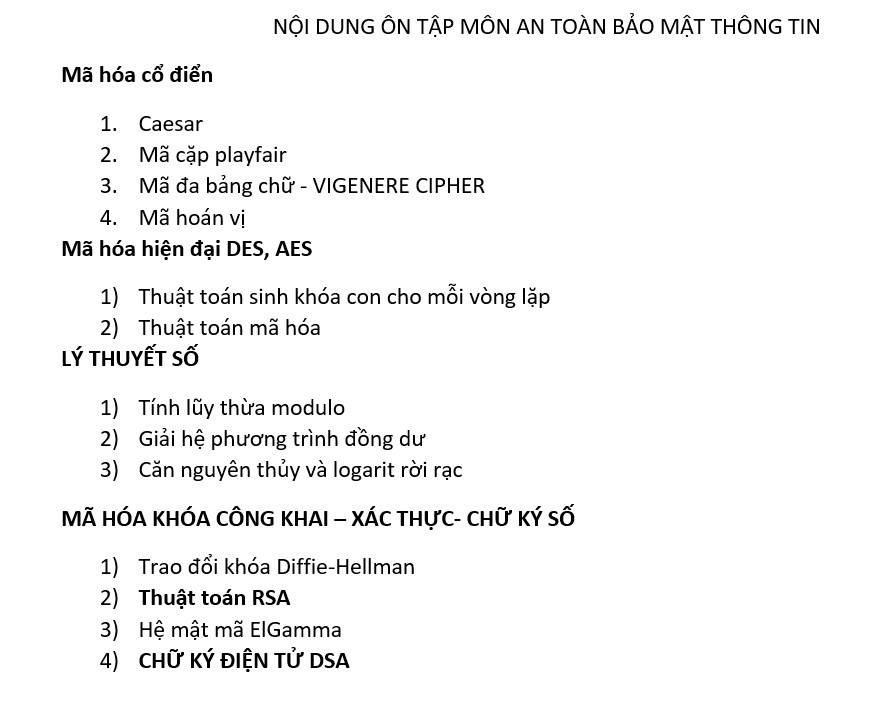 NỘI DUNG ÔN TẬP MÔN AN TOÀN BẢO MẬT THÔNG TIN
Mã hóa cổ điển
1. Caesar
2. Mã cặp playfair
3. Mã đa bảng chữ - VIGENERE CIPHER
4. Mã hoán vị
Mã hóa hiện đại DES, AES
1) Thuật toán sinh khóa con cho mỗi vòng lặp
2) Thuật toán mã hóa
LÝ THUYẾT SỐ
1) Tính lũy thừa modulo
2) Giải hệ phương trình đồng dư
3) Căn nguyên thủy và logarit rời rạc
MÃ HÓA KHÓA CÔNG KHAI – XÁC THỰC- CHỮ KÝ SỐ
1) Trao đổi khóa Diffie-Hellman
2) Thuật toán RSA
3) Hệ mật mã ElGamma
4) CHỮ KÝ ĐIỆN TỬ DSA